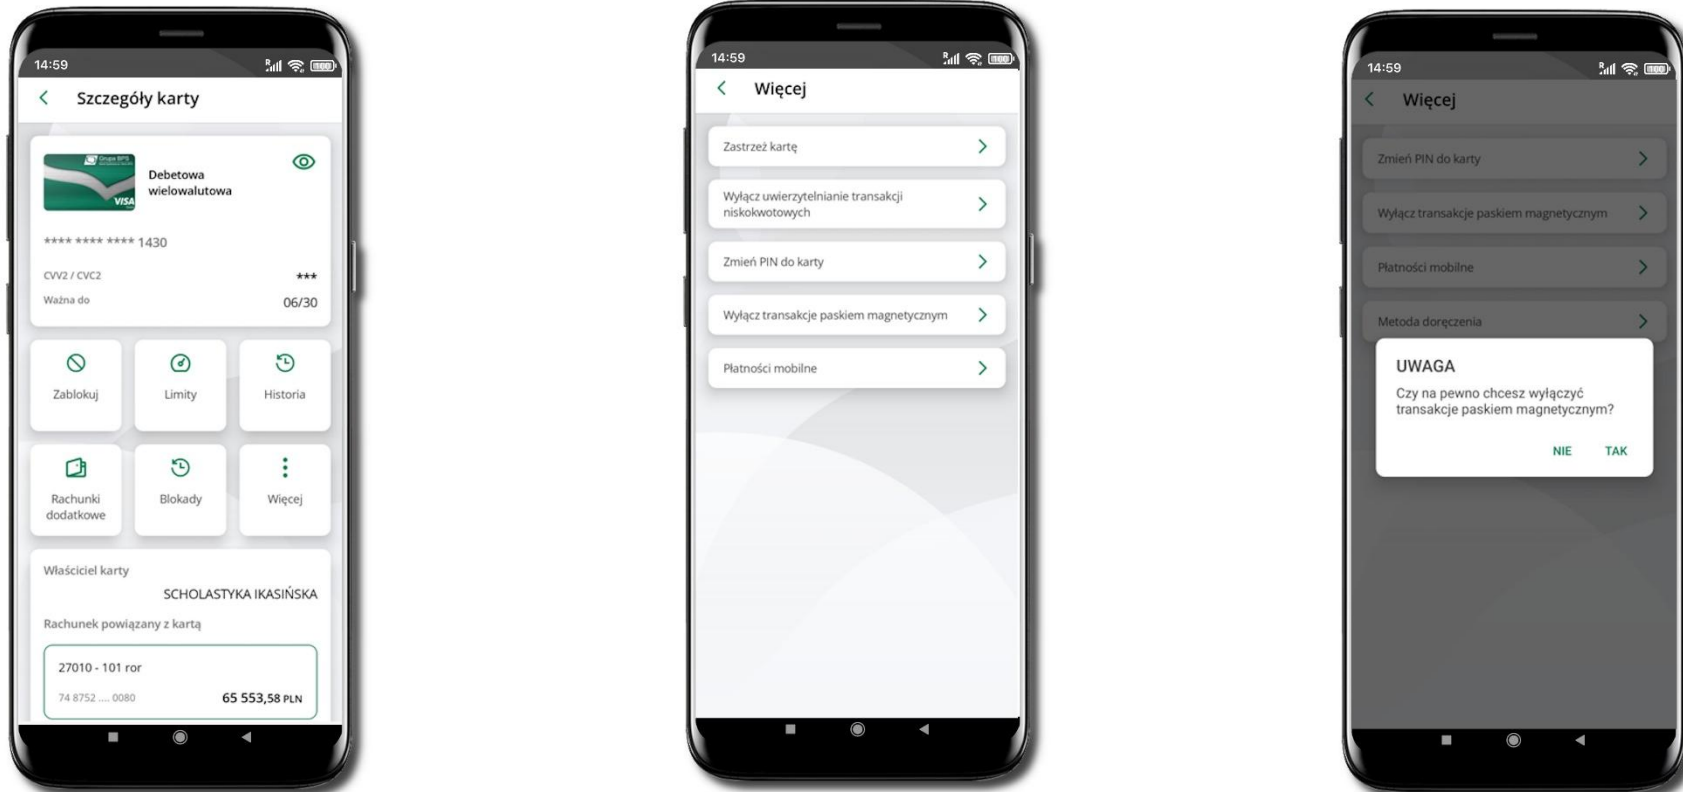 14:59
Szczegóły karty
Grupa BPS
VISA
Debetowa
wielowalutowa
**** **** **** 1430
CVV2 / CVC2
***
Ważna do
06/30
Zablokuj
Limity
Historia
Rachunki
dodatkowe
Blokady
Więcej
Właściciel karty
SCHOLASTYKA IKASIŃSKA
Rachunek powiązany z kartą
27010 - 101 ror
74 8752 .... 0080
65 553,58 PLN
14:59
Więcej
Zastrzeż kartę
Wyłącz uwierzytelnianie transakcji
niskokwotowych
Zmień PIN do karty
Wyłącz transakcje paskiem magnetycznym
Płatności mobilne
14:59
Więcej
Zmień PIN do karty
Wyłącz transakcje paskiem magnetycznym
Płatności mobilne
Metoda doręczenia
UWAGA
Czy na pewno chcesz wyłączyć
transakcje paskiem magnetycznym?
NIE
TAK